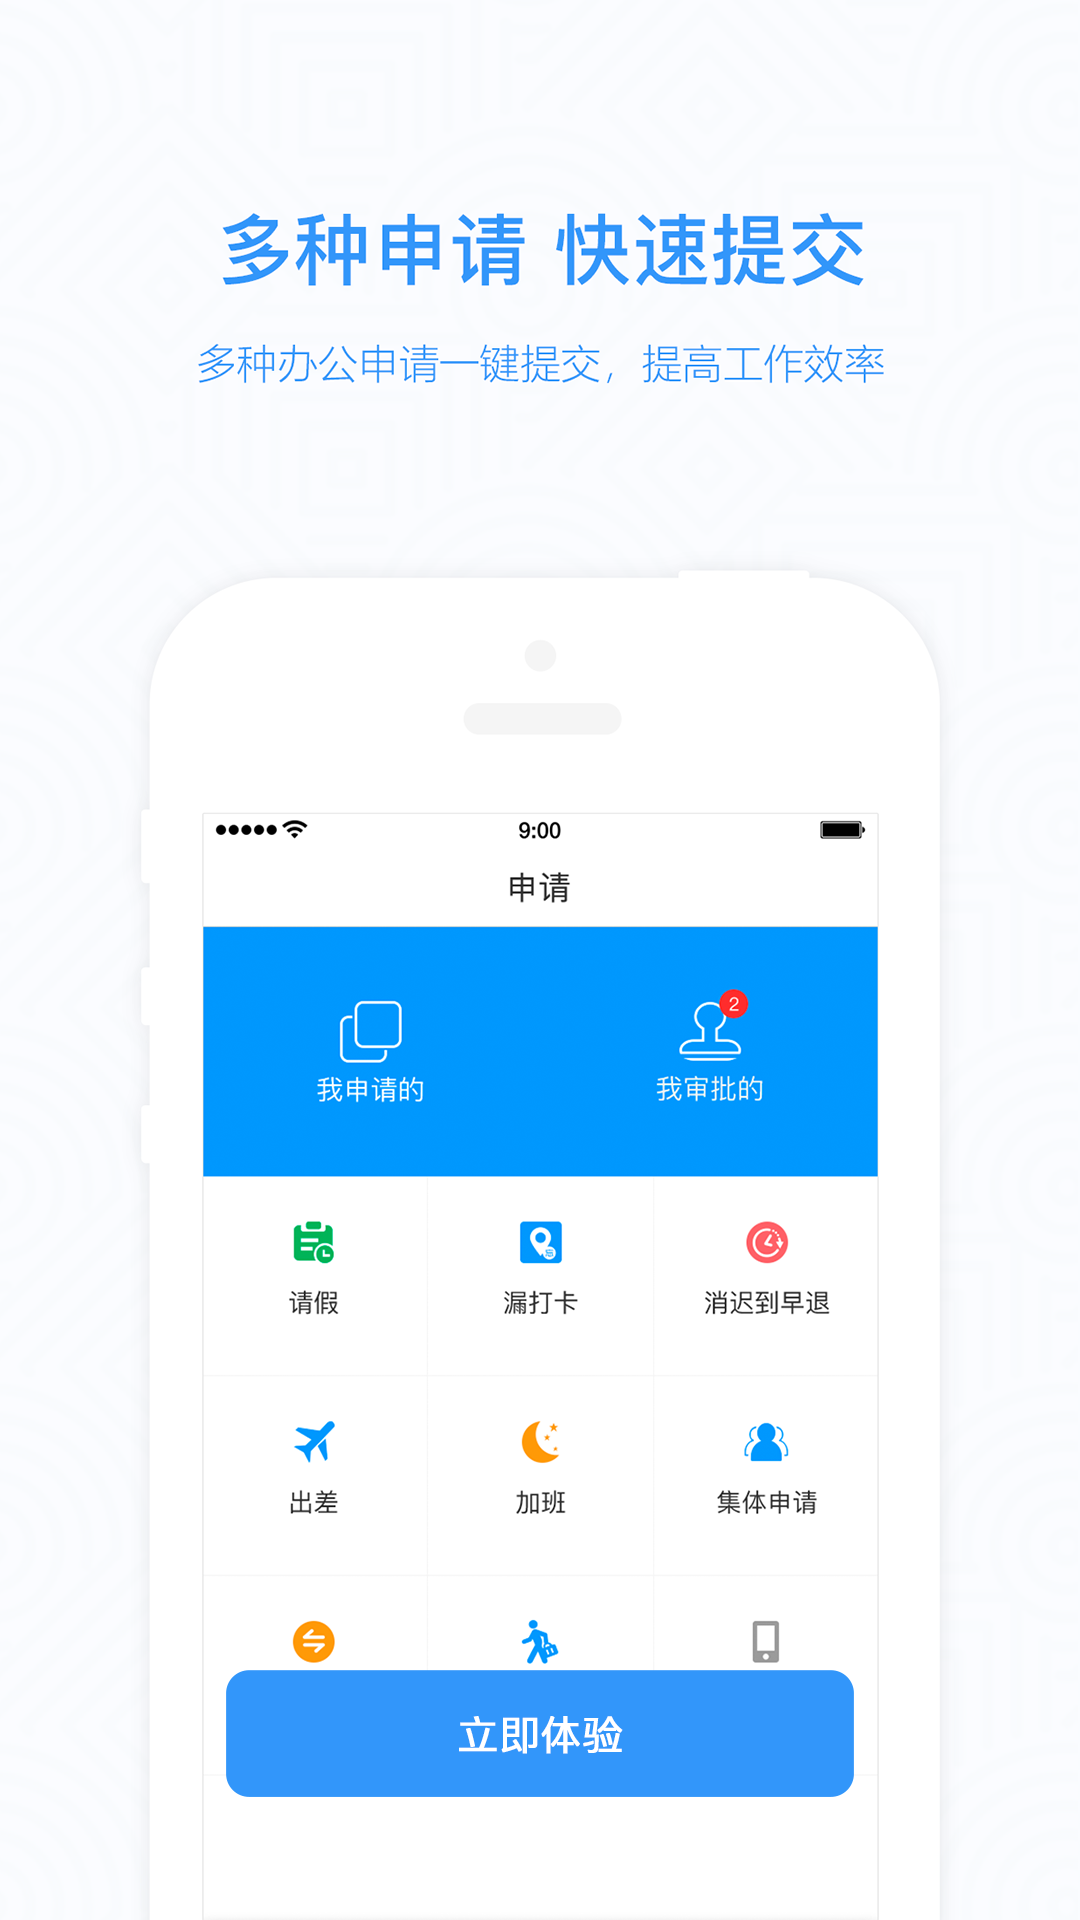 多种申请 快速提交
多种办公申请一键提交，提高工作效率
9:00
申请
2
我申请的 我审批的
请假 漏打卡 消迟到早退
出差 加班 集体申请
立即体验